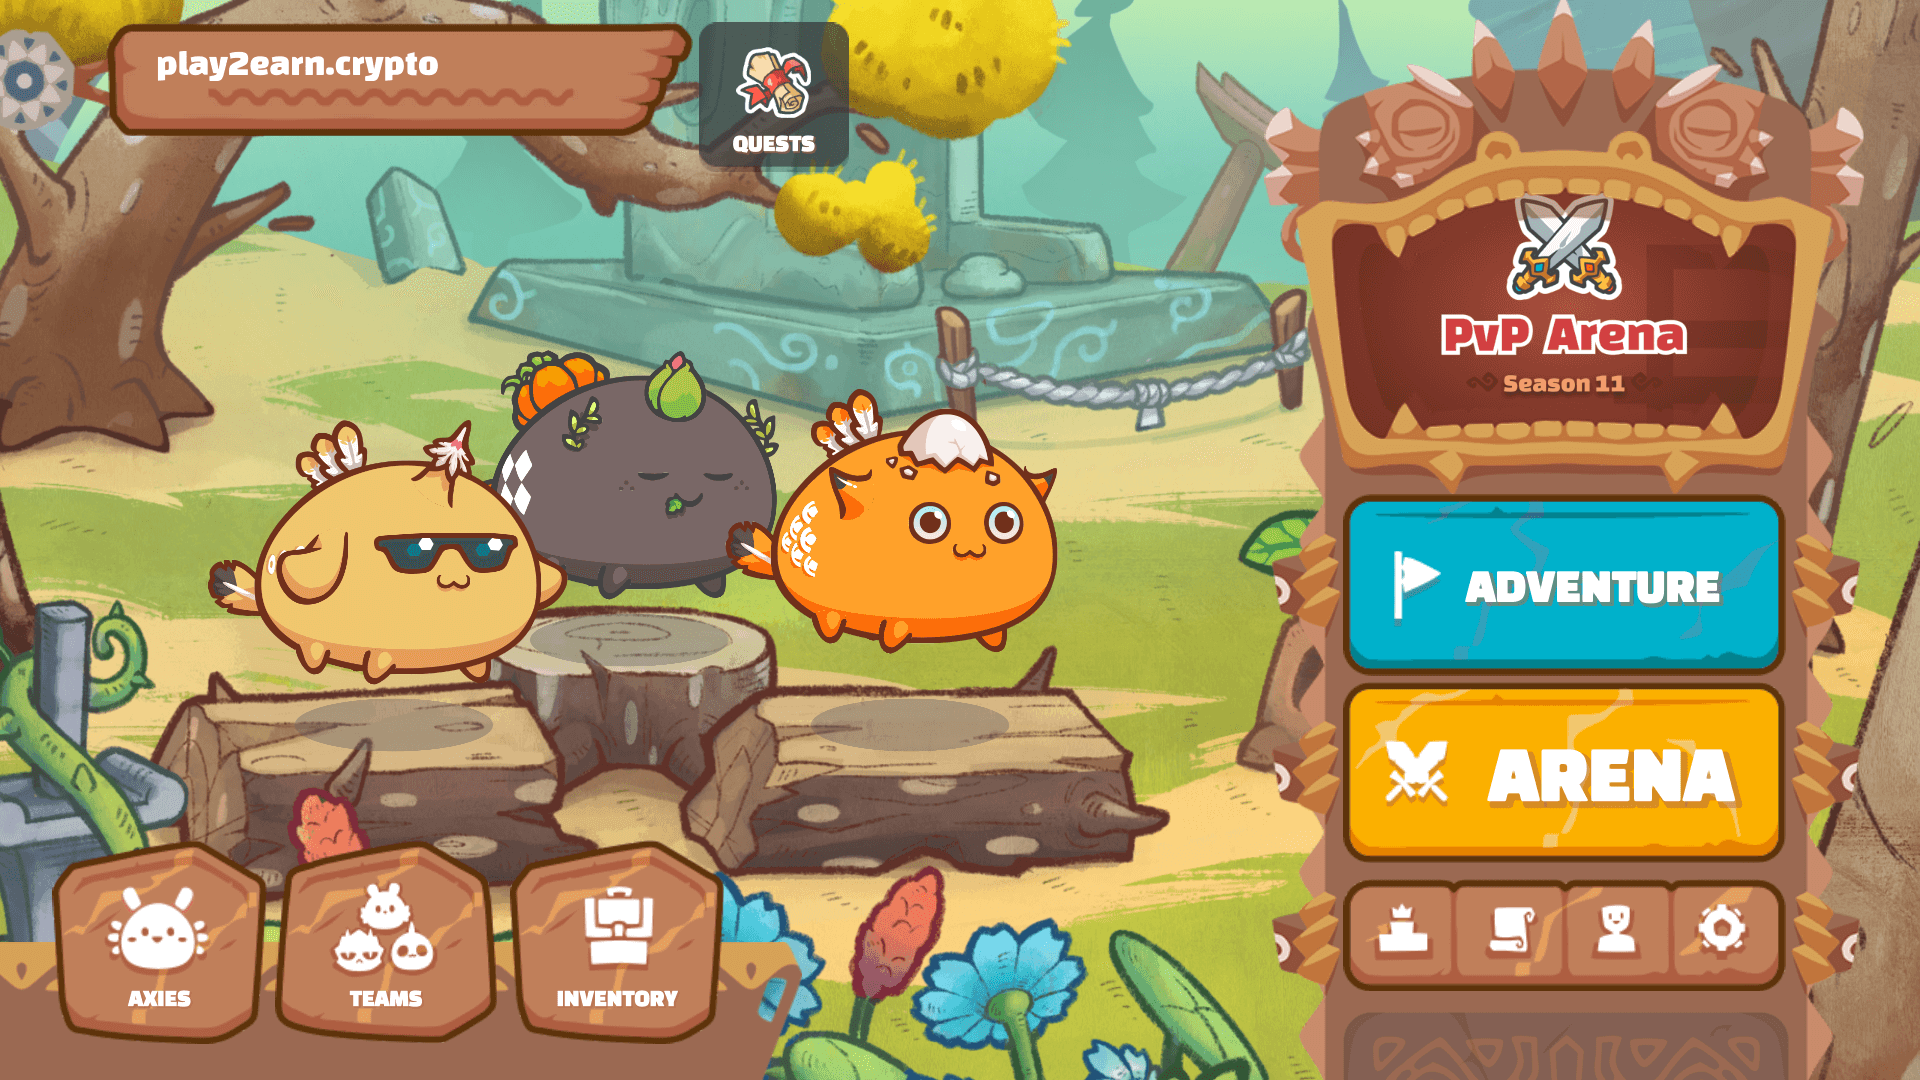 play2earn.crypto
QUESTS
PvP Arena
Season 11
ADVENTURE
ARENA
AXIES
TEAMS
INVENTORY